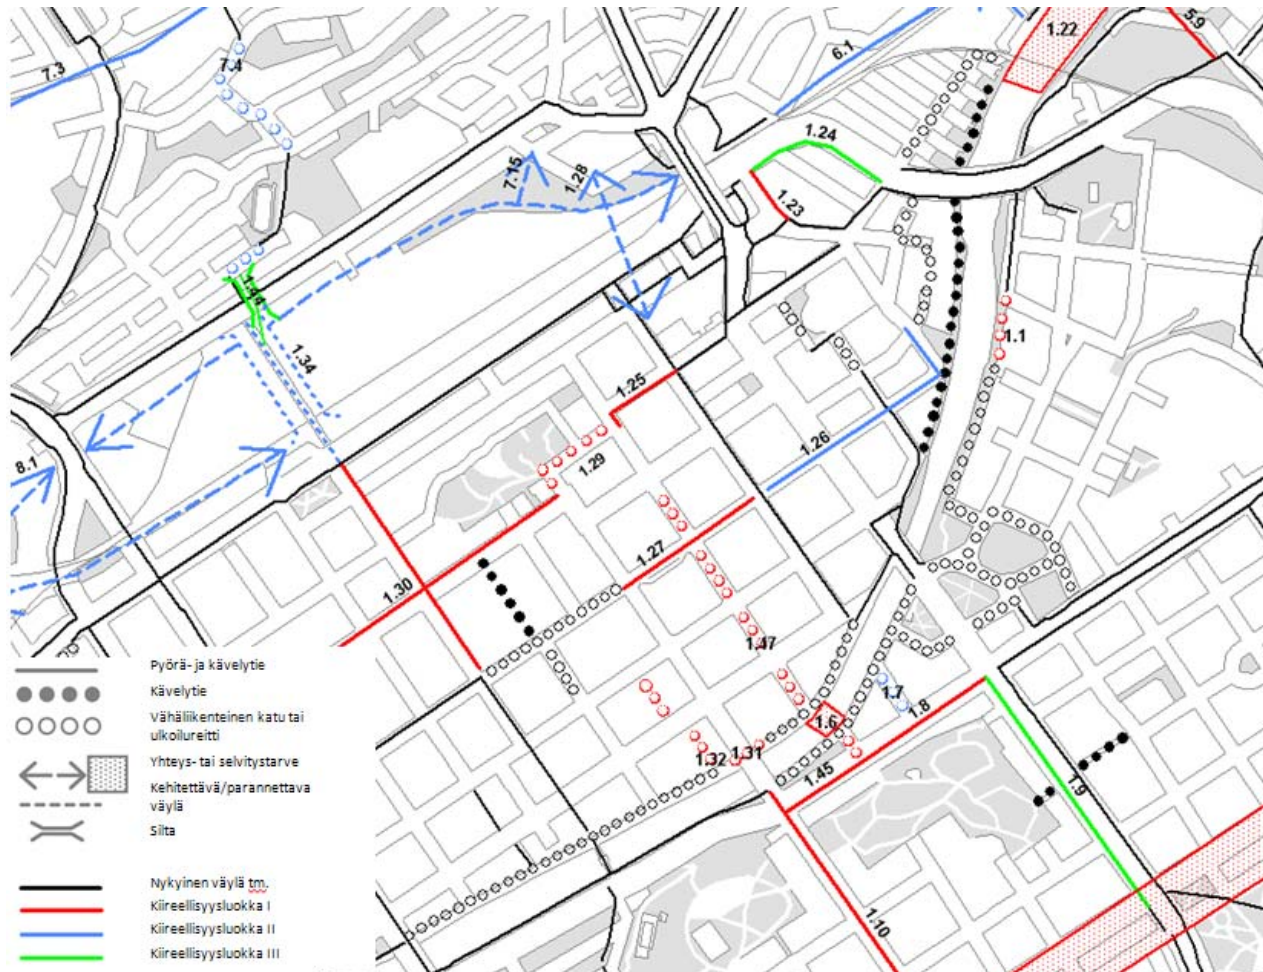 1.22
5.9
7.3
7.4
6.1
1.24
7.15
1.28
1.23
1.44
1.1
1.34
1.25
8.1
1.26
1.29
1.27
1.30
1.47
1.7
1.8
1.6
1.31
1.32
1.45
1.9
1.10
Pyörä- ja kävelytie
Kävelytie
Vähäliikenteinen katu tai
ulkoilureitti
Yhteys- tai selvitystarve
Kehitettävä/parannettava
väylä
Silta
Nykyinen väylä tm.
Kiireellisyysluokka I
Kiireellisyysluokka II
Kiireellisyysluokka III